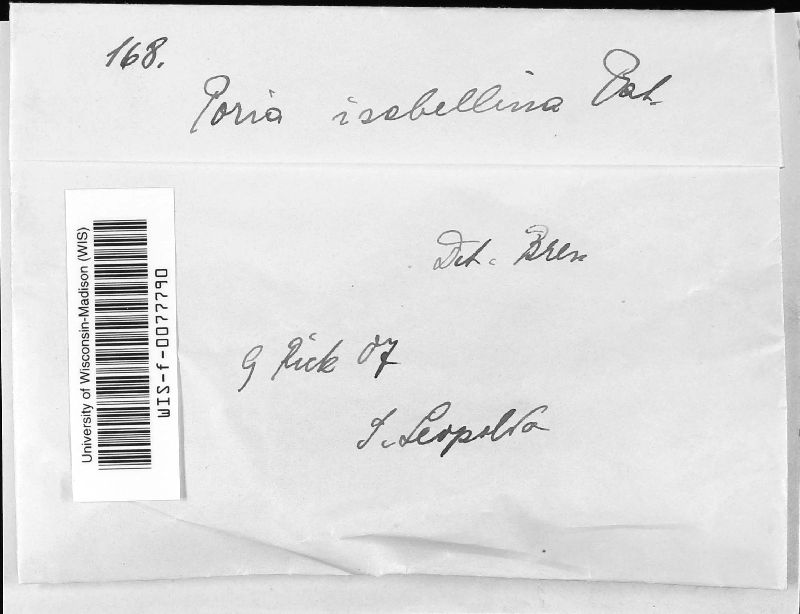 168.
Poria isabellina Pat.
Det. Bres
University of Wisconsin-Madison (WIS)
WIS-f-0077790
J Rick 07
S. Leopoldo